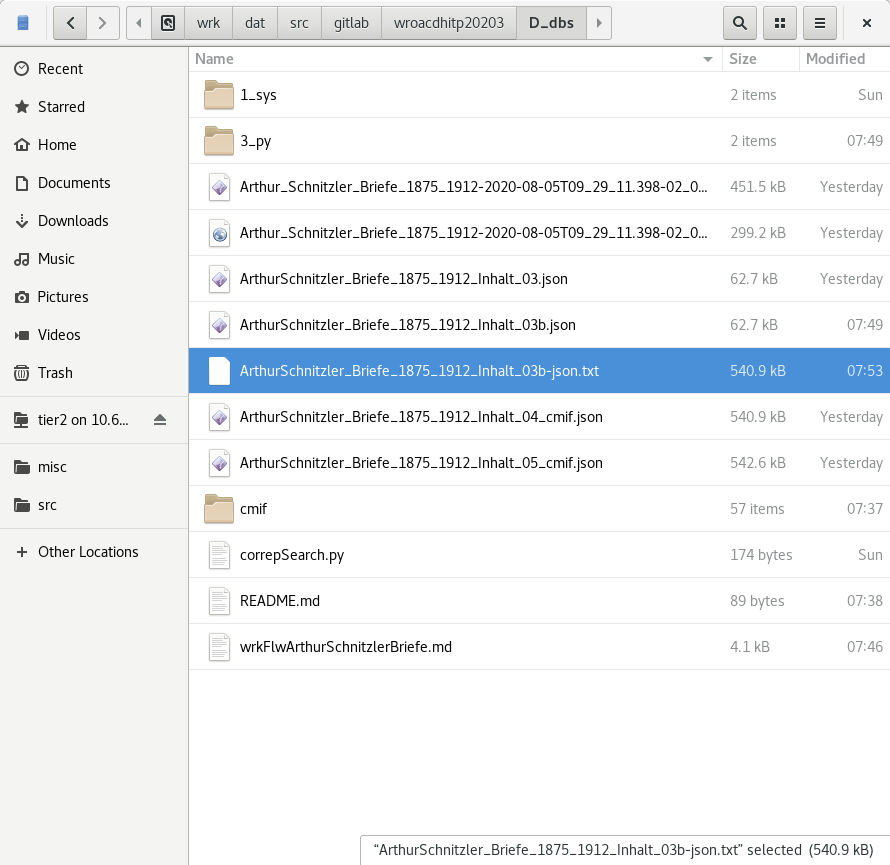 wrk dat src gitlab wroacdhitp20203 D_dbs
Name Size Modified
Recent
Starred
Home
Documents
Downloads
Music
Pictures
Videos
Trash
tier2 on 10.6...
misc
src
Other Locations
1_sys 2 items Sun
3_py 2 items 07:49
Arthur_Schnitzler_Briefe_1875_1912-2020-08-05T09_29_11.398-02_0... 451.5 kB Yesterday
Arthur_Schnitzler_Briefe_1875_1912-2020-08-05T09_29_11.398-02_0... 299.2 kB Yesterday
ArthurSchnitzler_Briefe_1875_1912_Inhalt_03.json 62.7 kB Yesterday
ArthurSchnitzler_Briefe_1875_1912_Inhalt_03b.json 62.7 kB 07:49
ArthurSchnitzler_Briefe_1875_1912_Inhalt_03b-json.txt 540.9 kB 07:53
ArthurSchnitzler_Briefe_1875_1912_Inhalt_04_cmif.json 540.9 kB Yesterday
ArthurSchnitzler_Briefe_1875_1912_Inhalt_05_cmif.json 542.6 kB Yesterday
cmif 57 items 07:37
correpSearch.py 174 bytes Sun
README.md 89 bytes 07:38
wrkFlwArthurSchnitzlerBriefe.md 4.1 kB 07:46
“ArthurSchnitzler_Briefe_1875_1912_Inhalt_03b-json.txt” selected (540.9 kB)